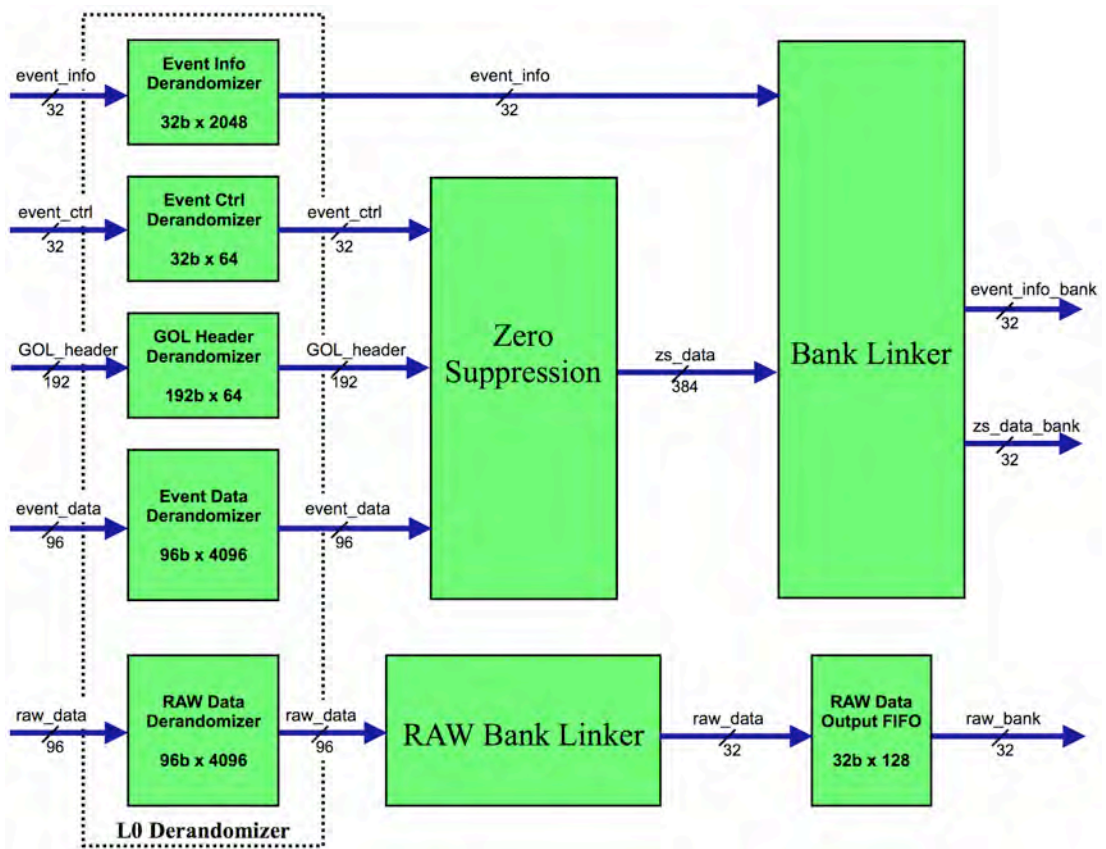 event_info
32
Event Info
Derandomizer
32b x 2048
event_info
32
event_ctrl
32
Event Ctrl
Derandomizer
32b x 64
event_ctrl
32
GOL_header
192
GOL Header
Derandomizer
192b x 64
GOL_header
192
event_data
96
Event Data
Derandomizer
96b x 4096
event_data
96
Zero
Suppression
zs_data
384
Bank Linker
event_info_bank
32
zs_data_bank
32
raw_data
96
RAW Data
Derandomizer
96b x 4096
raw_data
96
RAW Bank Linker
raw_data
32
RAW Data
Output FIFO
32b x 128
raw_bank
32
L0 Derandomizer